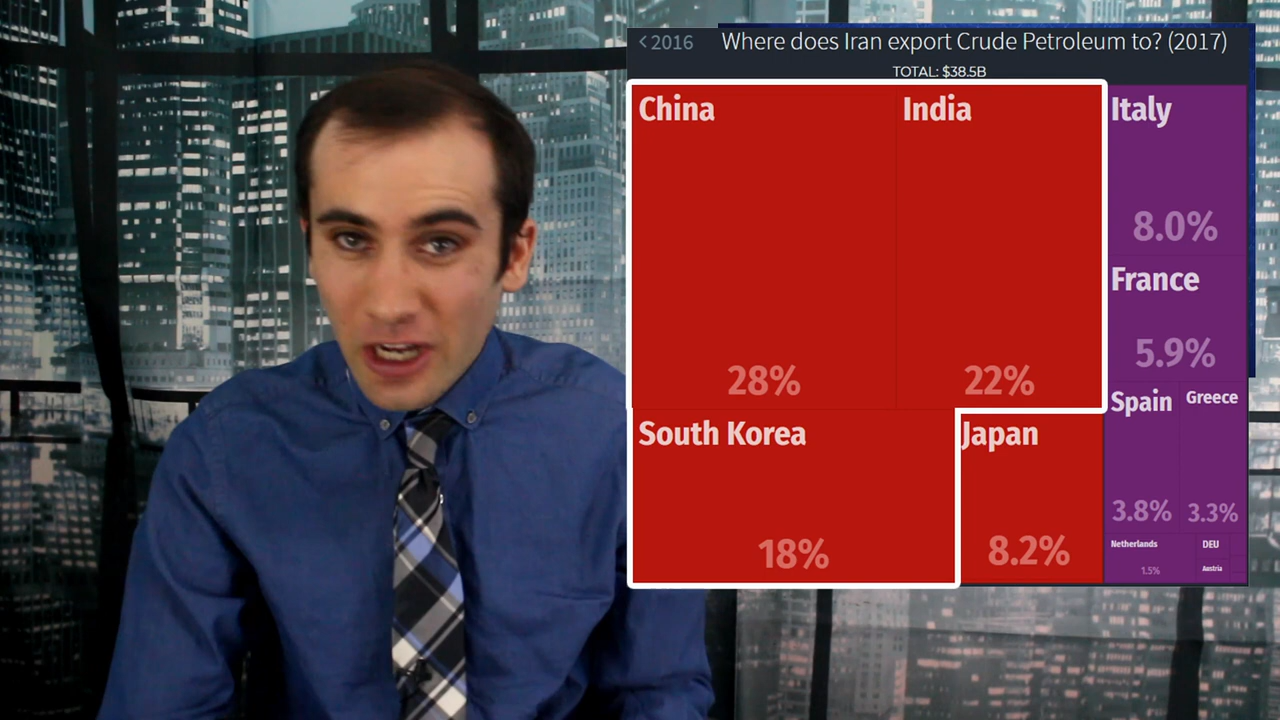 < 2016
Where does Iran export Crude Petroleum to? (2017)
TOTAL: $38.5B
China
28%
India
22%
South Korea
18%
Japan
8.2%
Italy
8.0%
France
5.9%
Spain
3.8%
Greece
3.3%
Netherlands
1.5%
DEU
Austria